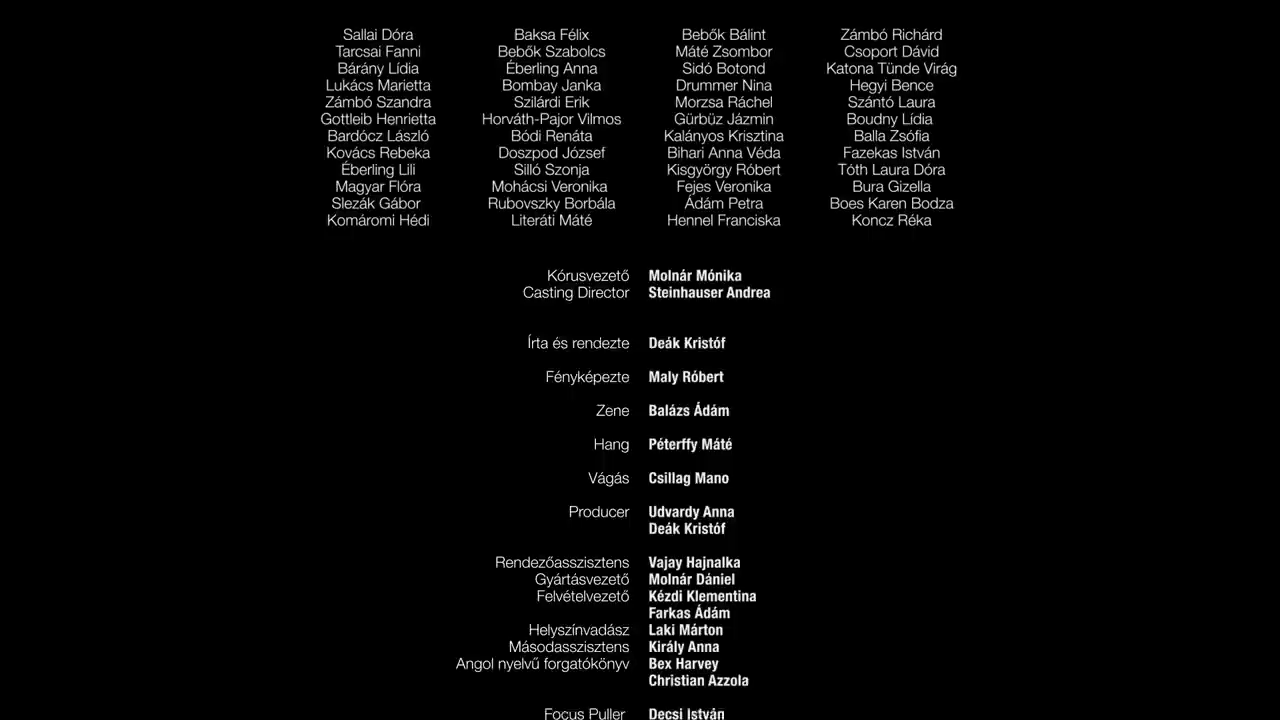 Sallai Dóra Baksa Félix Bebők Bálint Zámbó Richárd
Tarcsai Fanni Bebők Szabolcs Máté Zsombor Csoport Dávid
Bárány Lídia Éberling Anna Sidó Botond Katona Tünde Virág
Lukács Marietta Bombay Janka Drummer Nina Hegyi Bence
Zámbó Szandra Szilárdi Erik Morzsa Ráchel Szántó Laura
Gottleib Henrietta Horváth-Pajor Vilmos Gürbüz Jázmin Boudny Lídia
Bardócz László Bódi Renáta Kalányos Krisztina Balla Zsófia
Kovács Rebeka Doszpod József Bihari Anna Véda Fazekas István
Éberling Lili Silló Szonja Kisgyörgy Róbert Tóth Laura Dóra
Magyar Flóra Mohácsi Veronika Fejes Veronika Bura Gizella
Slezák Gábor Rubovszky Borbála Ádám Petra Boes Karen Bodza
Komáromi Hédi Literáti Máté Hennel Franciska Koncz Réka
Kórusvezető Molnár Mónika
Casting Director Steinhauser Andrea
Írta és rendezte Deák Kristóf
Fényképezte Maly Róbert
Zene Balázs Ádám
Hang Péterffy Máté
Vágás Csillag Mano
Producer Udvardy Anna
Deák Kristóf
Rendezőasszisztens Vajay Hajnalka
Gyártásvezető Molnár Dániel
Felvételvezető Kézdi Klementina
Farkas Ádám
Helyszínvadász Laki Márton
Másodasszisztens Király Anna
Angol nyelvű forgatókönyv Bex Harvey
Christian Azzola
Focus Puller Decsi István